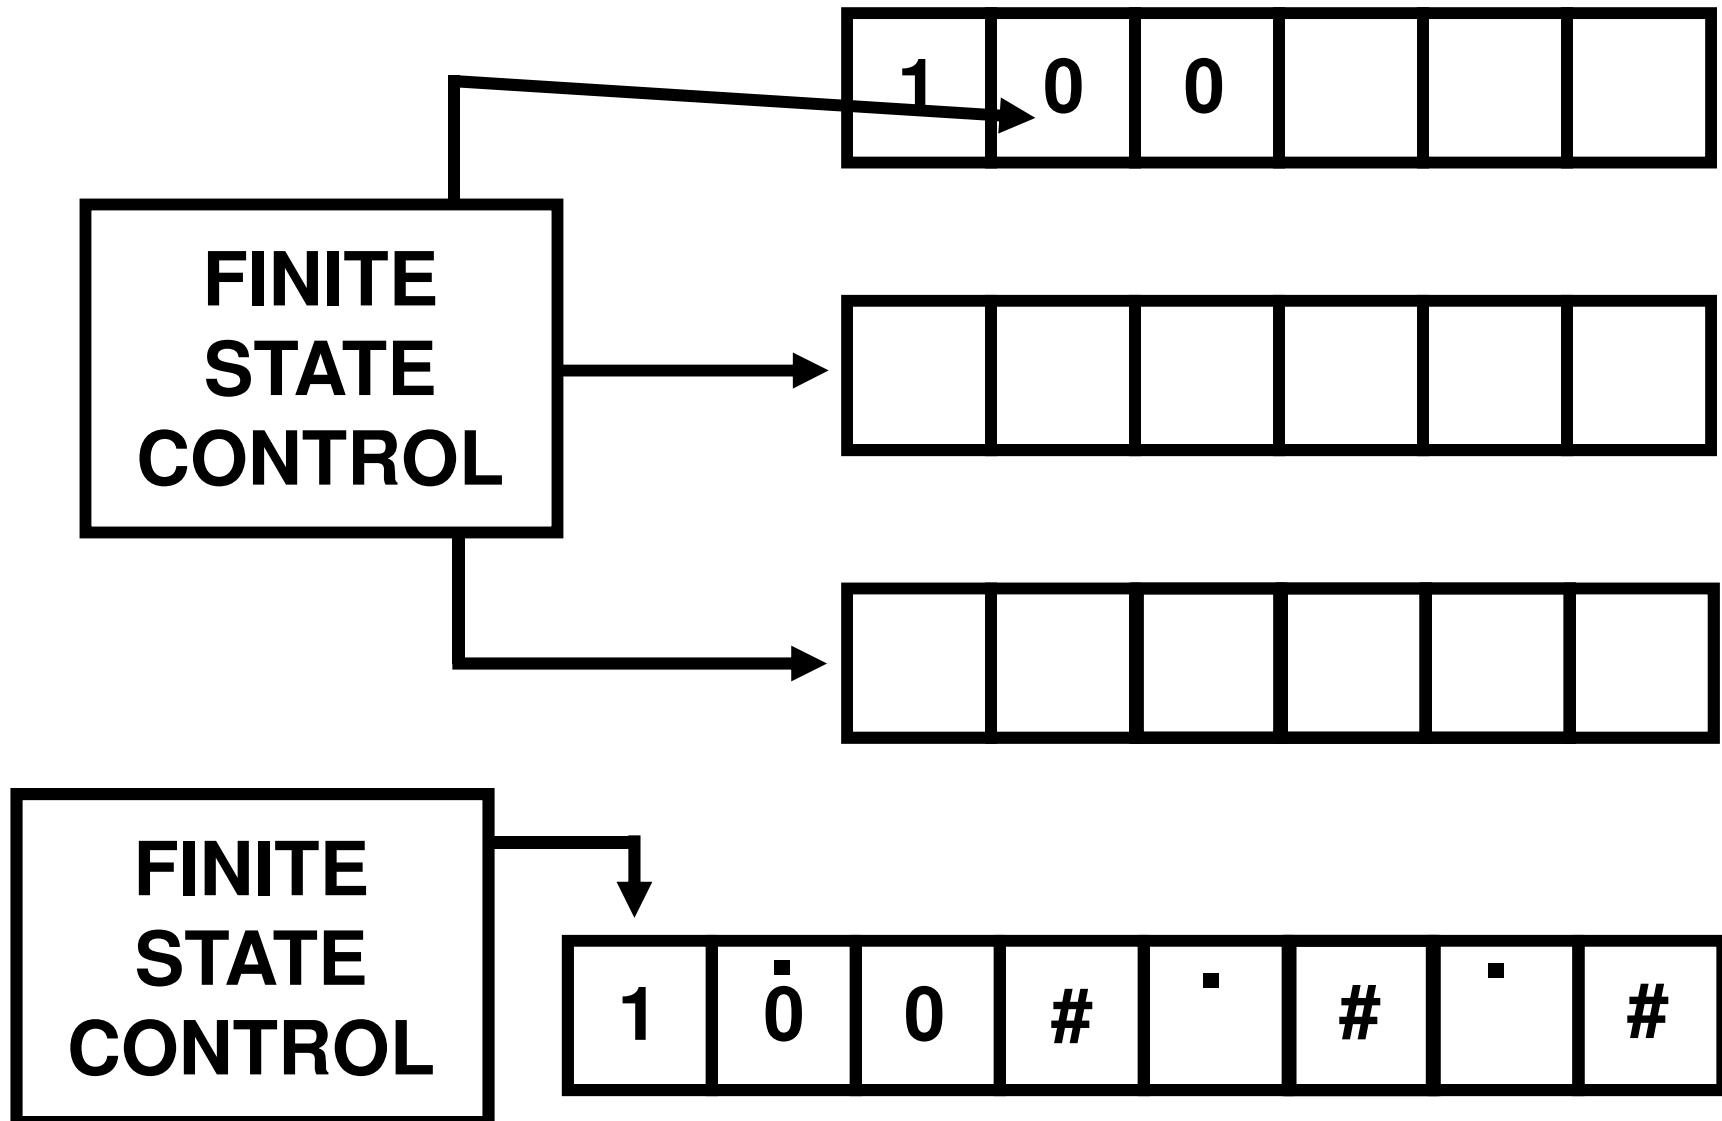 1 0 0
FINITE
STATE
CONTROL
FINITE
STATE
CONTROL
1 0̇ 0 # ˙ # ˙ #